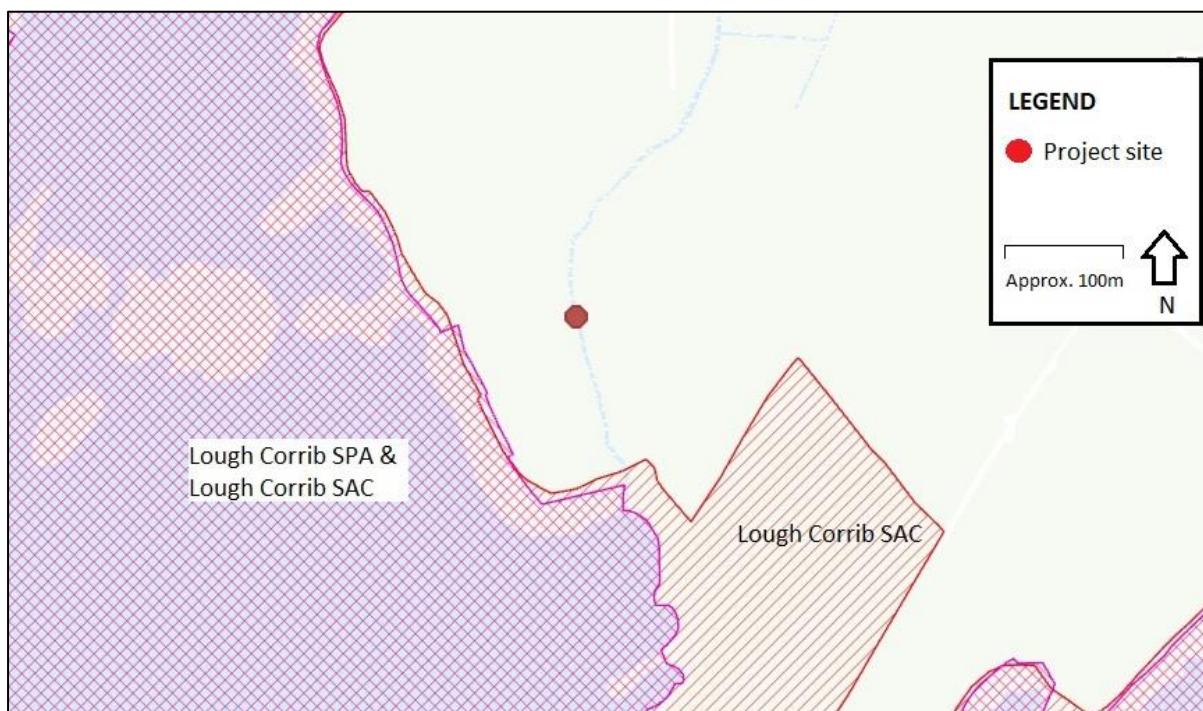 LEGEND
Project site
Approx. 100m
N
Lough Corrib SPA &
Lough Corrib SAC
Lough Corrib SAC